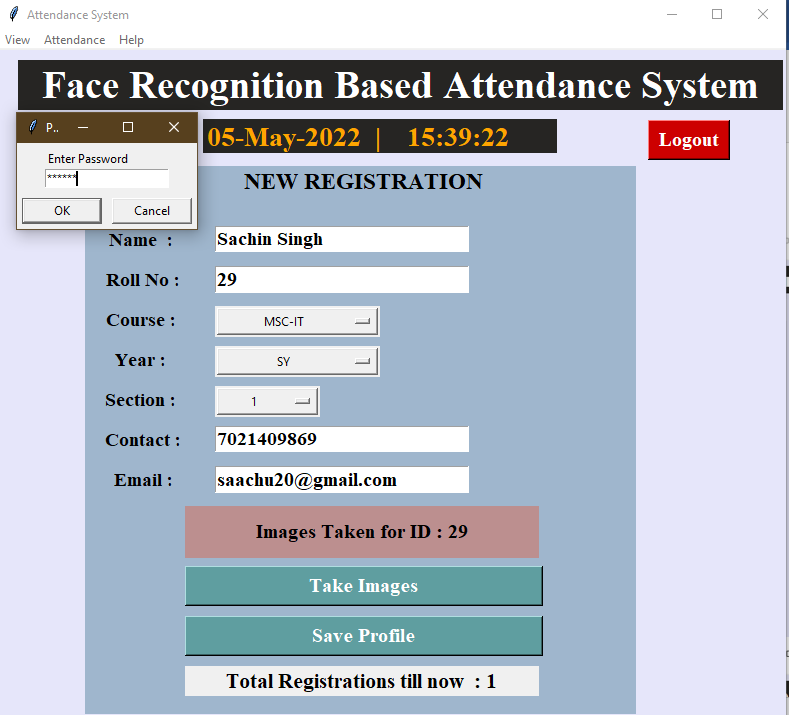 Attendance System
View Attendance Help
Face Recognition Based Attendance System
P..
05-May-2022 | 15:39:22
Logout
Enter Password
******
OK Cancel
NEW REGISTRATION
Name : Sachin Singh
Roll No : 29
Course : MSC-IT
Year : SY
Section : 1
Contact : 7021409869
Email : saachu20@gmail.com
Images Taken for ID : 29
Take Images
Save Profile
Total Registrations till now : 1